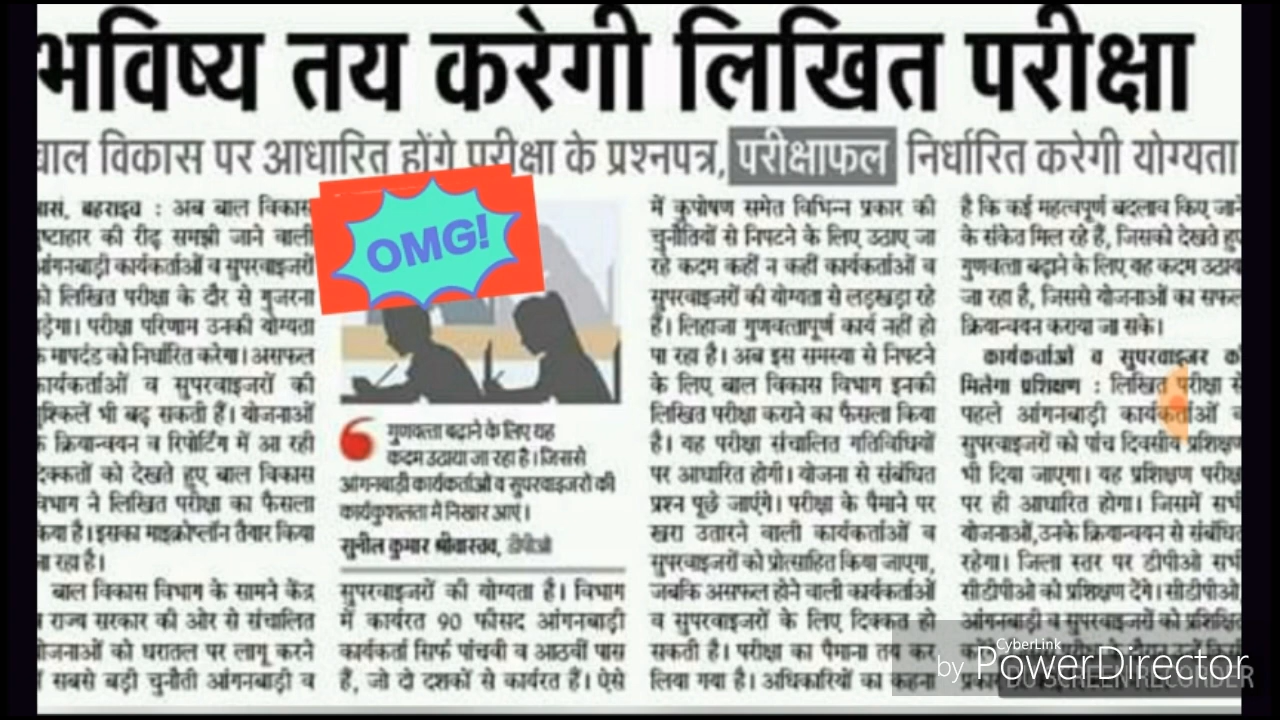 भविष्य तय करेगी लिखित परीक्षा
बाल विकास पर आधारित होंगे परीक्षा के प्रश्नपत्र, परीक्षाफल निर्धारित करेगी योग्यता
ासं, बहराइच : अब बाल विकास
ुष्टाहार की रीढ़ समझी जाने वाली
आंगनबाड़ी कार्यकर्ताओं व सुपरवाइजरों
को लिखित परीक्षा के दौर से गुजरना
ड़ेगा। परीक्षा परिणाम उनकी योग्यता
के मापदंड को निर्धारित करेगा। असफल
कार्यकर्ताओं व सुपरवाइजरों की
ुश्किलें भी बढ़ सकती हैं। योजनाओं
के क्रियान्वयन व रिपोर्टिंग में आ रही
दिक्कतों को देखते हुए बाल विकास
विभाग ने लिखित परीक्षा का फैसला
किया है। इसका माइक्रोप्लॉन तैयार किया
जा रहा है।
बाल विकास विभाग के सामने केंद्र
व राज्य सरकार की ओर से संचालित
योजनाओं को धरातल पर लागू करने
में सबसे बड़ी चुनौती आंगनबाड़ी व
OMG!
गुणवत्ता बढ़ाने के लिए यह
कदम उठाया जा रहा है। जिससे
आंगनबाड़ी कार्यकर्ताओं व सुपरवाइजरों की
कार्यकुशलता में निखार आएं।
सुनील कुमार श्रीवास्तव, डीपीओ
सुपरवाइजरों की योग्यता है। विभाग
में कार्यरत 90 फीसद आंगनबाड़ी
कार्यकर्ता सिर्फ पांचवी व आठवीं पास
हैं, जो दो दशकों से कार्यरत हैं। ऐसे
में कुपोषण समेत विभिन्न प्रकार की
चुनौतियों से निपटने के लिए उठाए जा
रहे कदम कहीं न कहीं कार्यकर्ताओं व
सुपरवाइजरों की योग्यता से लड़खड़ा रहे
हैं। लिहाजा गुणवत्तापूर्ण कार्य नहीं हो
पा रहा है। अब इस समस्या से निपटने
के लिए बाल विकास विभाग इनकी
लिखित परीक्षा कराने का फैसला किया
है। यह परीक्षा संचालित गतिविधियों
पर आधारित होगी। योजना से संबंधित
प्रश्न पूछे जाएंगे। परीक्षा के पैमाने पर
खरा उतारने वाली कार्यकर्ताओं व
सुपरवाइजरों को प्रोत्साहित किया जाएगा,
जबकि असफल होने वाली कार्यकर्ताओं
व सुपरवाइजरों के लिए दिक्कत हो
सकती है। परीक्षा का पैमाना तय कर
लिया गया है। अधिकारियों का कहना
है कि कई महत्वपूर्ण बदलाव किए जाने
के संकेत मिल रहे हैं, जिसको देखते हुए
गुणवत्ता बढ़ाने के लिए यह कदम उठाया
जा रहा है, जिससे योजनाओं का सफल
क्रियान्वयन कराया जा सके।
कार्यकर्ताओं व सुपरवाइजर को
मिलेगा प्रशिक्षण : लिखित परीक्षा से
पहले आंगनबाड़ी कार्यकर्ताओं व
सुपरवाइजरों को पांच दिवसीय प्रशिक्षण
भी दिया जाएगा। यह प्रशिक्षण परीक्षा
पर ही आधारित होगा। जिसमें सभी
योजनाओं,उनके क्रियान्वयन से संबंधित
रहेगा। जिला स्तर पर डीपीओ सभी
सीडीपीओ को प्रशिक्षण देंगे। सीडीपीओ
आंगनबाड़ी व सुपरवाइजरों को प्रशिक्षित
by CyberLink PowerDirector
DU SCREEN RECORDER